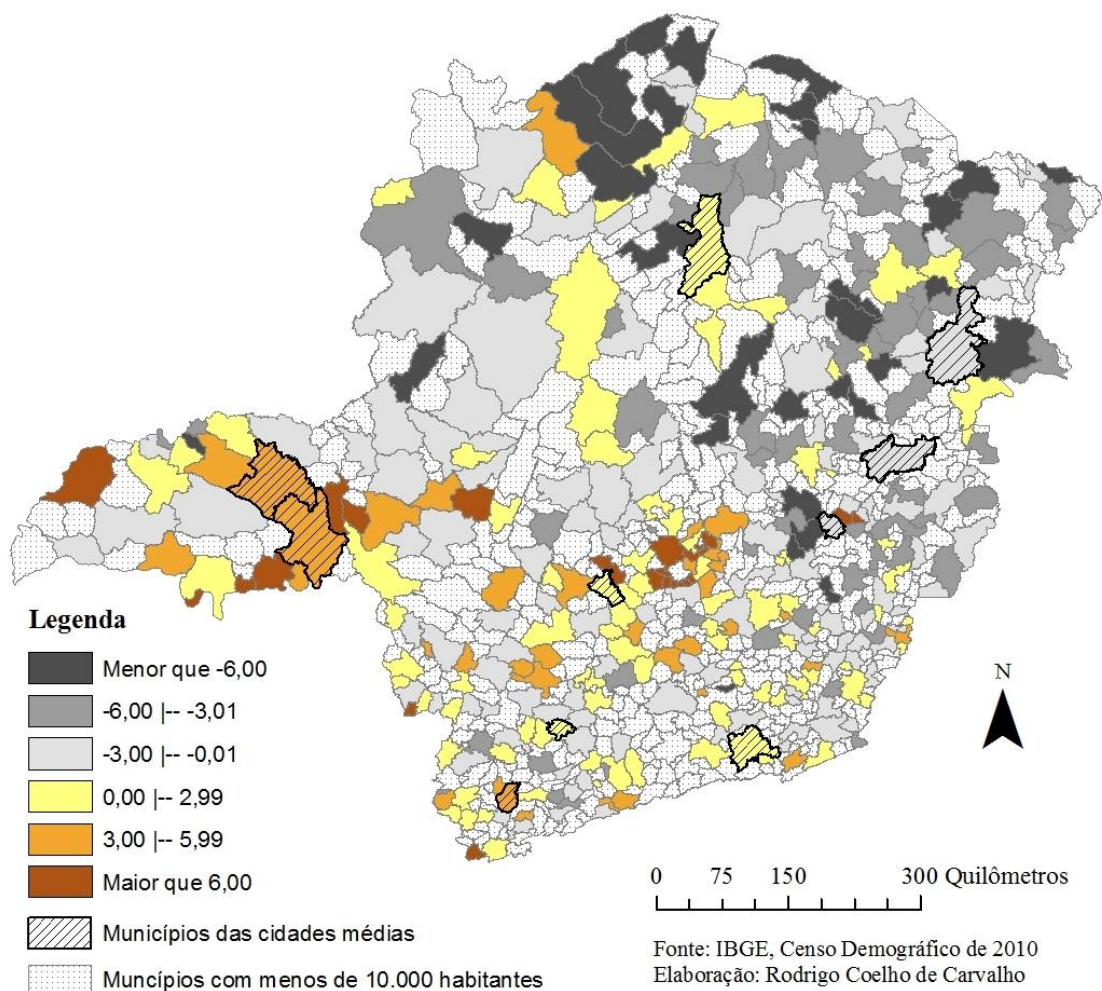 Legenda
Menor que -6,00
-6,00 |-- -3,01
-3,00 |-- -0,01
0,00 |-- 2,99
3,00 |-- 5,99
Maior que 6,00
Municípios das cidades médias
Muncípios com menos de 10.000 habitantes
N
0 75 150 300 Quilômetros
Fonte: IBGE, Censo Demográfico de 2010
Elaboração: Rodrigo Coelho de Carvalho